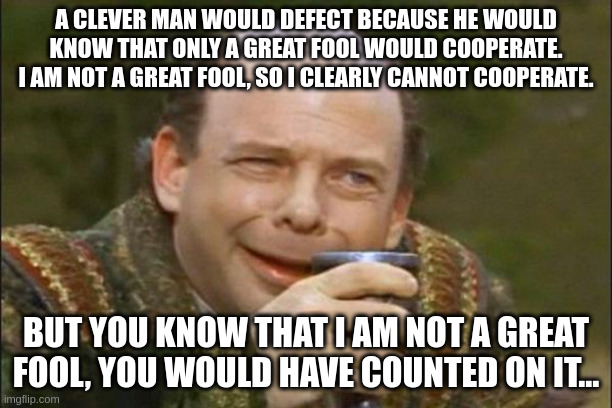 A CLEVER MAN WOULD DEFECT BECAUSE HE WOULD
KNOW THAT ONLY A GREAT FOOL WOULD COOPERATE.
I AM NOT A GREAT FOOL, SO I CLEARLY CANNOT COOPERATE.
BUT YOU KNOW THAT I AM NOT A GREAT
FOOL, YOU WOULD HAVE COUNTED ON IT...
imgflip.com